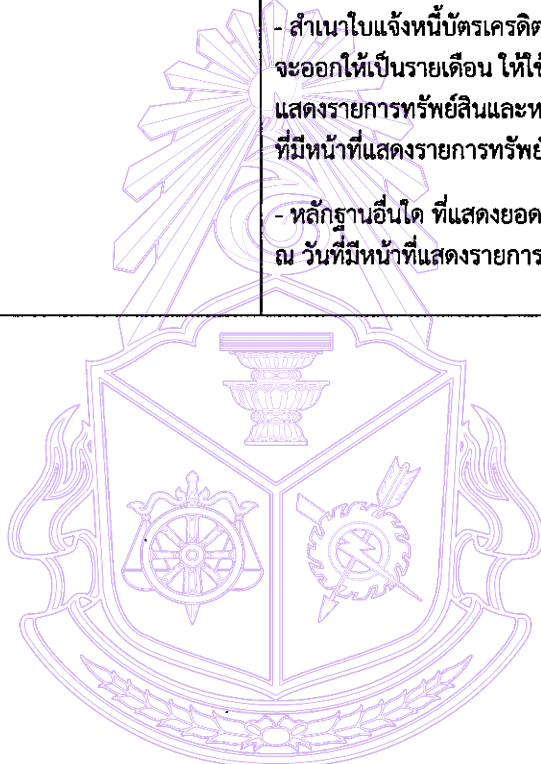 - สำเนาใบแจ้งหนี้บัตรเครดิต
จะออกให้เป็นรายเดือน ให้ใช้
แสดงรายการทรัพย์สินและห
ที่มีหน้าที่แสดงรายการทรัพย์
- หลักฐานอื่นใด ที่แสดงยอด
ณ วันที่มีหน้าที่แสดงรายการ